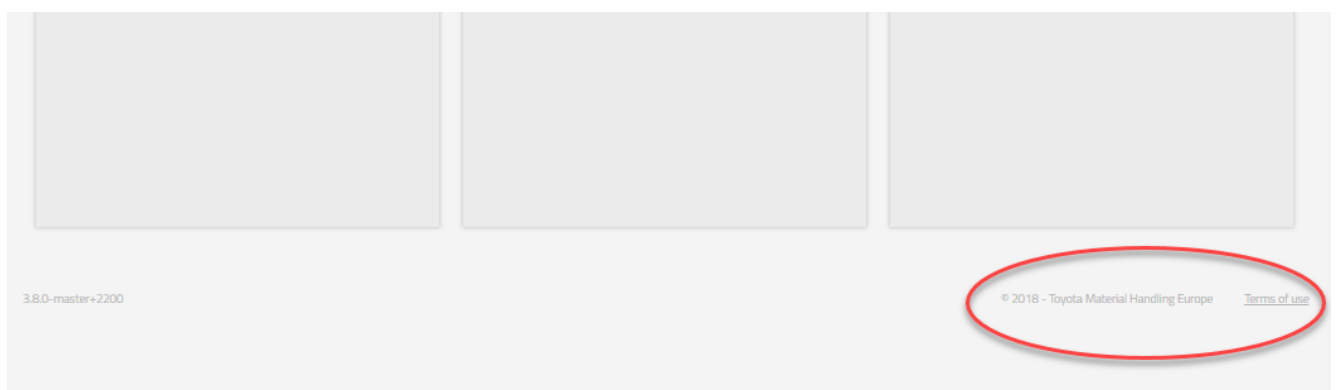 3.8.0-master+2200 © 2018 - Toyota Material Handling Europe Terms of use